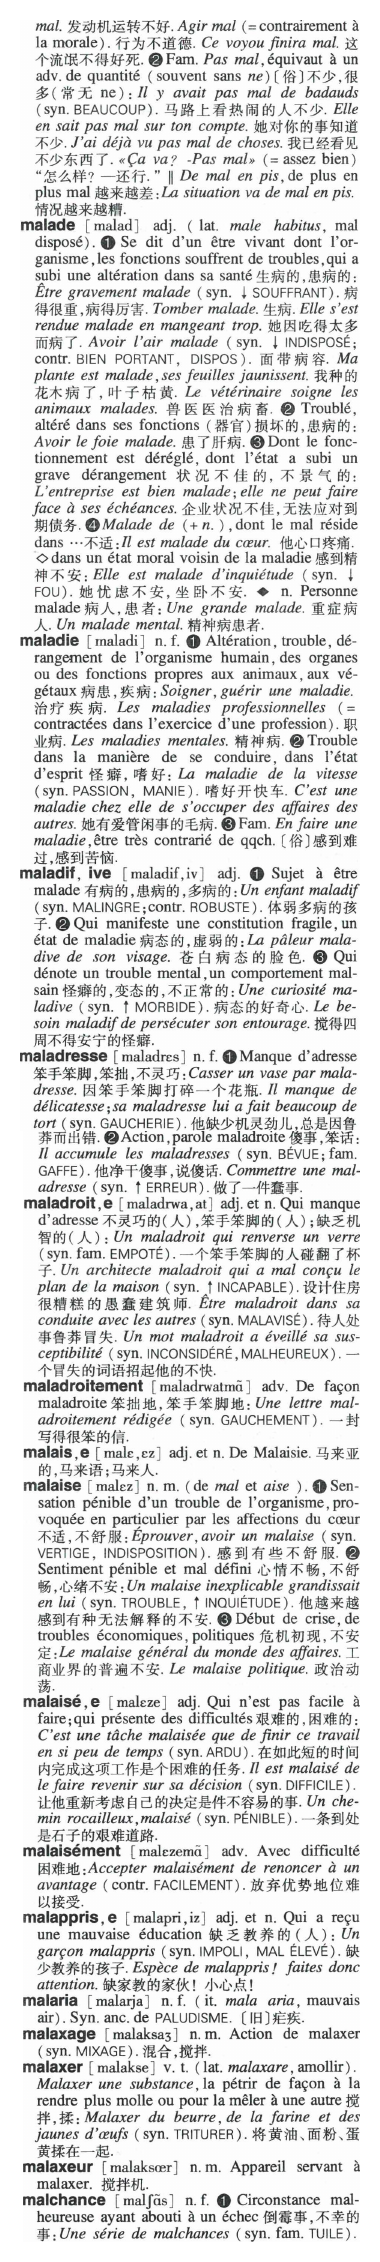 mal. 发动机运转不好. Agir mal (=contrairement à
la morale). 行为不道德. Ce voyou finira mal. 这
个流氓不得好死. ❷ Fam. Pas mal, équivaut à un
adv. de quantité (souvent sans ne)[俗]不少,很
多(常无 ne): Il y avait pas mal de badauds
(syn. BEAUCOUP). 马路上看热闹的人不少. Elle
en sait pas mal sur ton compte. 她对你的事知道
不少. J'ai déjà vu pas mal de choses. 我已经看见
不少东西了. «Ça va? -Pas mal» (= assez bien)
“怎么样? —还行.” ‖ De mal en pis, de plus en
plus mal 越来越差: La situation va de mal en pis.
情况越来越糟.
malade [malad] adj. (lat. male habitus, mal
disposé). ❶ Se dit d'un être vivant dont l'or-
ganisme, les fonctions souffrent de troubles, qui a
subi une altération dans sa santé 生病的,患病的:
Être gravement malade (syn. ↓ SOUFFRANT). 病
得很重,病得厉害. Tomber malade. 生病. Elle s'est
rendue malade en mangeant trop. 她因吃得太多
而病了. Avoir l'air malade (syn. ↓ INDISPOSÉ;
contr. BIEN PORTANT, DISPOS). 面带病容. Ma
plante est malade, ses feuilles jaunissent. 我种的
花木病了,叶子枯黄. Le vétérinaire soigne les
animaux malades. 兽医医治病畜. ❷ Troublé,
altéré dans ses fonctions (器官)损坏的,患病的:
Avoir le foie malade. 患了肝病. ❸ Dont le fonc-
tionnement est déréglé, dont l'état a subi un
grave dérangement 状况不佳的,不景气的:
L'entreprise est bien malade; elle ne peut faire
face à ses échéances. 企业状况不佳,无法应对到
期债务. ❹ Malade de (+n.), dont le mal réside
dans …不适: Il est malade du cœur. 他心口疼痛.
◇ dans un état moral voisin de la maladie 感到精
神不安: Elle est malade d'inquiétude (syn. ↓
FOU). 她忧虑不安,坐卧不安. ◆ n. Personne
malade 病人,患者: Une grande malade. 重症病
人. Un malade mental. 精神病患者.
maladie [maladi] n. f. ❶ Altération, trouble, dé-
rangement de l'organisme humain, des organes
ou des fonctions propres aux animaux, aux vé-
gétaux 病患,疾病: Soigner, guérir une maladie.
治疗疾病. Les maladies professionnelles (=
contractées dans l'exercice d'une profession). 职
业病. Les maladies mentales. 精神病. ❷ Trouble
dans la manière de se conduire, dans l'état
d'esprit 怪癖,嗜好: La maladie de la vitesse
(syn. PASSION, MANIE). 嗜好开快车. C'est une
maladie chez elle de s'occuper des affaires des
autres. 她有爱管闲事的毛病. ❸ Fam. En faire une
maladie, être très contrarié de qqch. [俗]感到难
过,感到苦恼.
maladif, ive [maladif, iv] adj. ❶ Sujet à être
malade 有病的,患病的,多病的: Un enfant maladif
(syn. MALINGRE; contr. ROBUSTE). 体弱多病的孩
子. ❷ Qui manifeste une constitution fragile, un
état de maladie 病态的,虚弱的: La pâleur mala-
dive de son visage. 苍白病态的脸色. ❸ Qui
dénote un trouble mental, un comportement mal-
sain 怪癖的,变态的,不正常的: Une curiosité ma-
ladive (syn. ↑ MORBIDE). 病态的好奇心. Le be-
soin maladif de persécuter son entourage. 搅得四
周不得安宁的怪癖.
maladresse [maladres] n. f. ❶ Manque d'adresse
笨手笨脚,笨拙,不灵巧: Casser un vase par mala-
dresse. 因笨手笨脚打碎一个花瓶. Il manque de
délicatesse; sa maladresse lui a fait beaucoup de
tort (syn. GAUCHERIE). 他缺少机灵劲儿,总是因鲁
莽而出错. ❷ Action, parole maladroite 傻事,笨话:
Il accumule les maladresses (syn. BÉVUE; fam.
GAFFE). 他净干傻事,说傻话. Commettre une mal-
adresse (syn. ↑ ERREUR). 做了一件蠢事.
maladroit, e [maladrwa, at] adj. et n. Qui manque
d'adresse 不灵巧的(人),笨手笨脚的(人);缺乏机
智的(人): Un maladroit qui renverse un verre
(syn. fam. EMPOTÉ). 一个笨手笨脚的人碰翻了杯
子. Un architecte maladroit qui a mal conçu le
plan de la maison (syn. ↑ INCAPABLE). 设计住房
很糟糕的愚蠢建筑师. Être maladroit dans sa
conduite avec les autres (syn. MALAVISÉ). 待人处
事鲁莽冒失. Un mot maladroit a éveillé sa sus-
ceptibilité (syn. INCONSIDÉRÉ, MALHEUREUX). 一
个冒失的词语招起他的不快.
maladroitement [maladrwatmɑ̃] adv. De façon
maladroite 笨拙地,笨手笨脚地: Une lettre mal-
adroitement rédigée (syn. GAUCHEMENT). 一封
写得很笨的信.
malais, e [malɛ, ɛz] adj. et n. De Malaisie. 马来亚
的,马来语;马来人.
malaise [malɛz] n. m. (de mal et aise). ❶ Sen-
sation pénible d'un trouble de l'organisme, pro-
voquée en particulier par les affections du cœur
不适,不舒服: Éprouver, avoir un malaise (syn.
VERTIGE, INDISPOSITION). 感到有些不舒服. ❷
Sentiment pénible et mal défini 心情不畅,不舒
畅,心绪不安: Un malaise inexplicable grandissait
en lui (syn. TROUBLE, ↑ INQUIÉTUDE). 他越来越
感到有种无法解释的不安. ❸ Début de crise, de
troubles économiques, politiques 危机初现,不安
定: Le malaise général du monde des affaires. 工
商业界的普遍不安. Le malaise politique. 政治动
荡.
malaisé, e [malɛze] adj. Qui n'est pas facile à
faire; qui présente des difficultés 艰难的,困难的:
C'est une tâche malaisée que de finir ce travail
en si peu de temps (syn. ARDU). 在如此短的时间
内完成这项工作是个困难的任务. Il est malaisé de
le faire revenir sur sa décision (syn. DIFFICILE).
让他重新考虑自己的决定是件不容易的事. Un che-
min rocailleux, malaisé (syn. PÉNIBLE). 一条到处
是石子的艰难道路.
malaisément [malɛzemɑ̃] adv. Avec difficulté
困难地: Accepter malaisément de renoncer à un
avantage (contr. FACILEMENT). 放弃优势地位难
以接受.
malappris, e [malapri, iz] adj. et n. Qui a reçu
une mauvaise éducation 缺乏教养的(人): Un
garçon malappris (syn. IMPOLI, MAL ÉLEVÉ). 缺
少教养的孩子. Espèce de malappris! faites donc
attention. 缺家教的家伙! 小心点!
malaria [malarja] n. f. (it. mala aria, mauvais
air). Syn. anc. de PALUDISME. [旧]疟疾.
malaxage [malaksaʒ] n. m. Action de malaxer
(syn. MIXAGE). 混合,搅拌.
malaxer [malakse] v. t. (lat. malaxare, amollir).
Malaxer une substance, la pétrir de façon à la
rendre plus molle ou pour la mêler à une autre 搅
拌,揉: Malaxer du beurre, de la farine et des
jaunes d'œufs (syn. TRITURER). 将黄油、面粉、蛋
黄揉在一起.
malaxeur [malaksœr] n. m. Appareil servant à
malaxer. 搅拌机.
malchance [malʃɑ̃s] n. f. ❶ Circonstance mal-
heureuse ayant abouti à un échec 倒霉事,不幸的
事: Une série de malchances (syn. fam. TUILE).